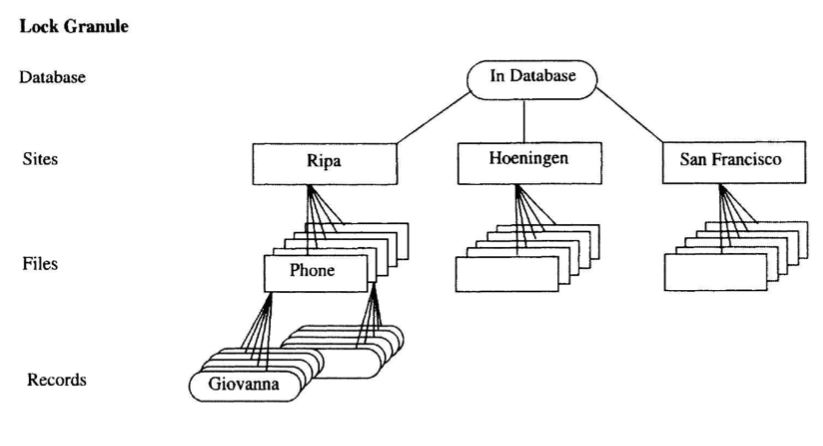 Lock Granule
Database
In Database
Sites
Ripa
Hoeningen
San Francisco
Files
Phone
Records
Giovanna